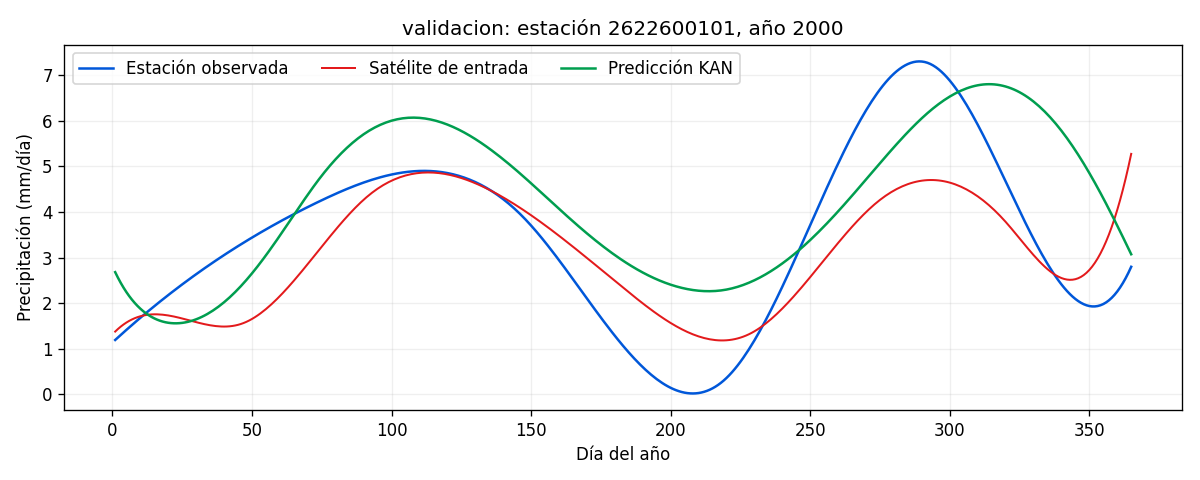 validacion: estación 2622600101, año 2000
Estación observada Satélite de entrada Predicción KAN
Precipitación (mm/día)
7
6
5
4
3
2
1
0
0 50 100 150 200 250 300 350
Día del año